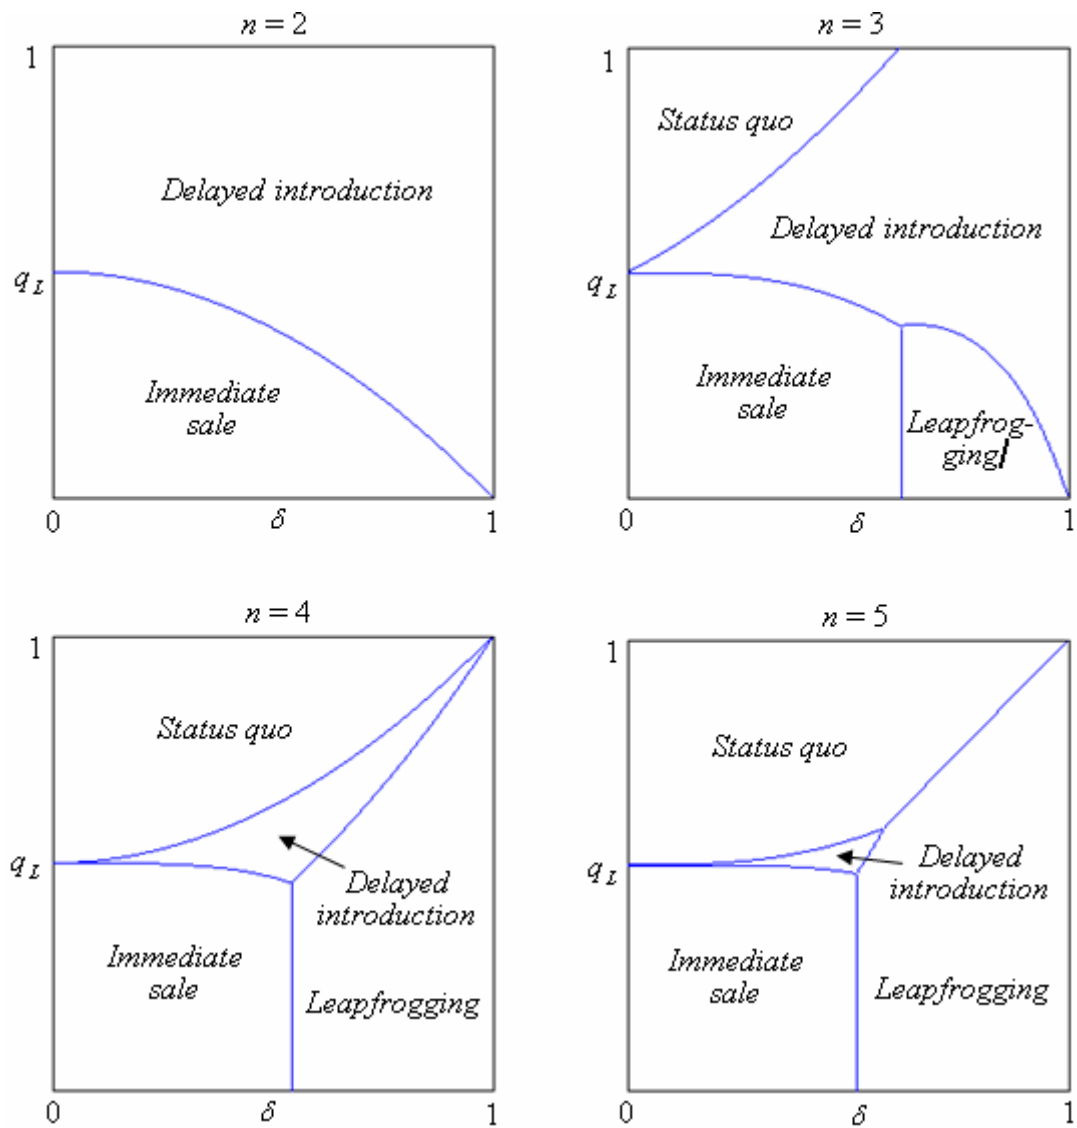 n = 2
1
Delayed introduction
q_L
Immediate
sale
0
δ
1
n = 3
1
Status quo
Delayed introduction
q_L
Immediate
sale
Leapfrog-
ging/
0
δ
1
n = 4
1
Status quo
q_L
Delayed
introduction
Immediate
sale
Leapfrogging
0
δ
1
n = 5
1
Status quo
q_L
Delayed
introduction
Immediate
sale
Leapfrogging
0
δ
1